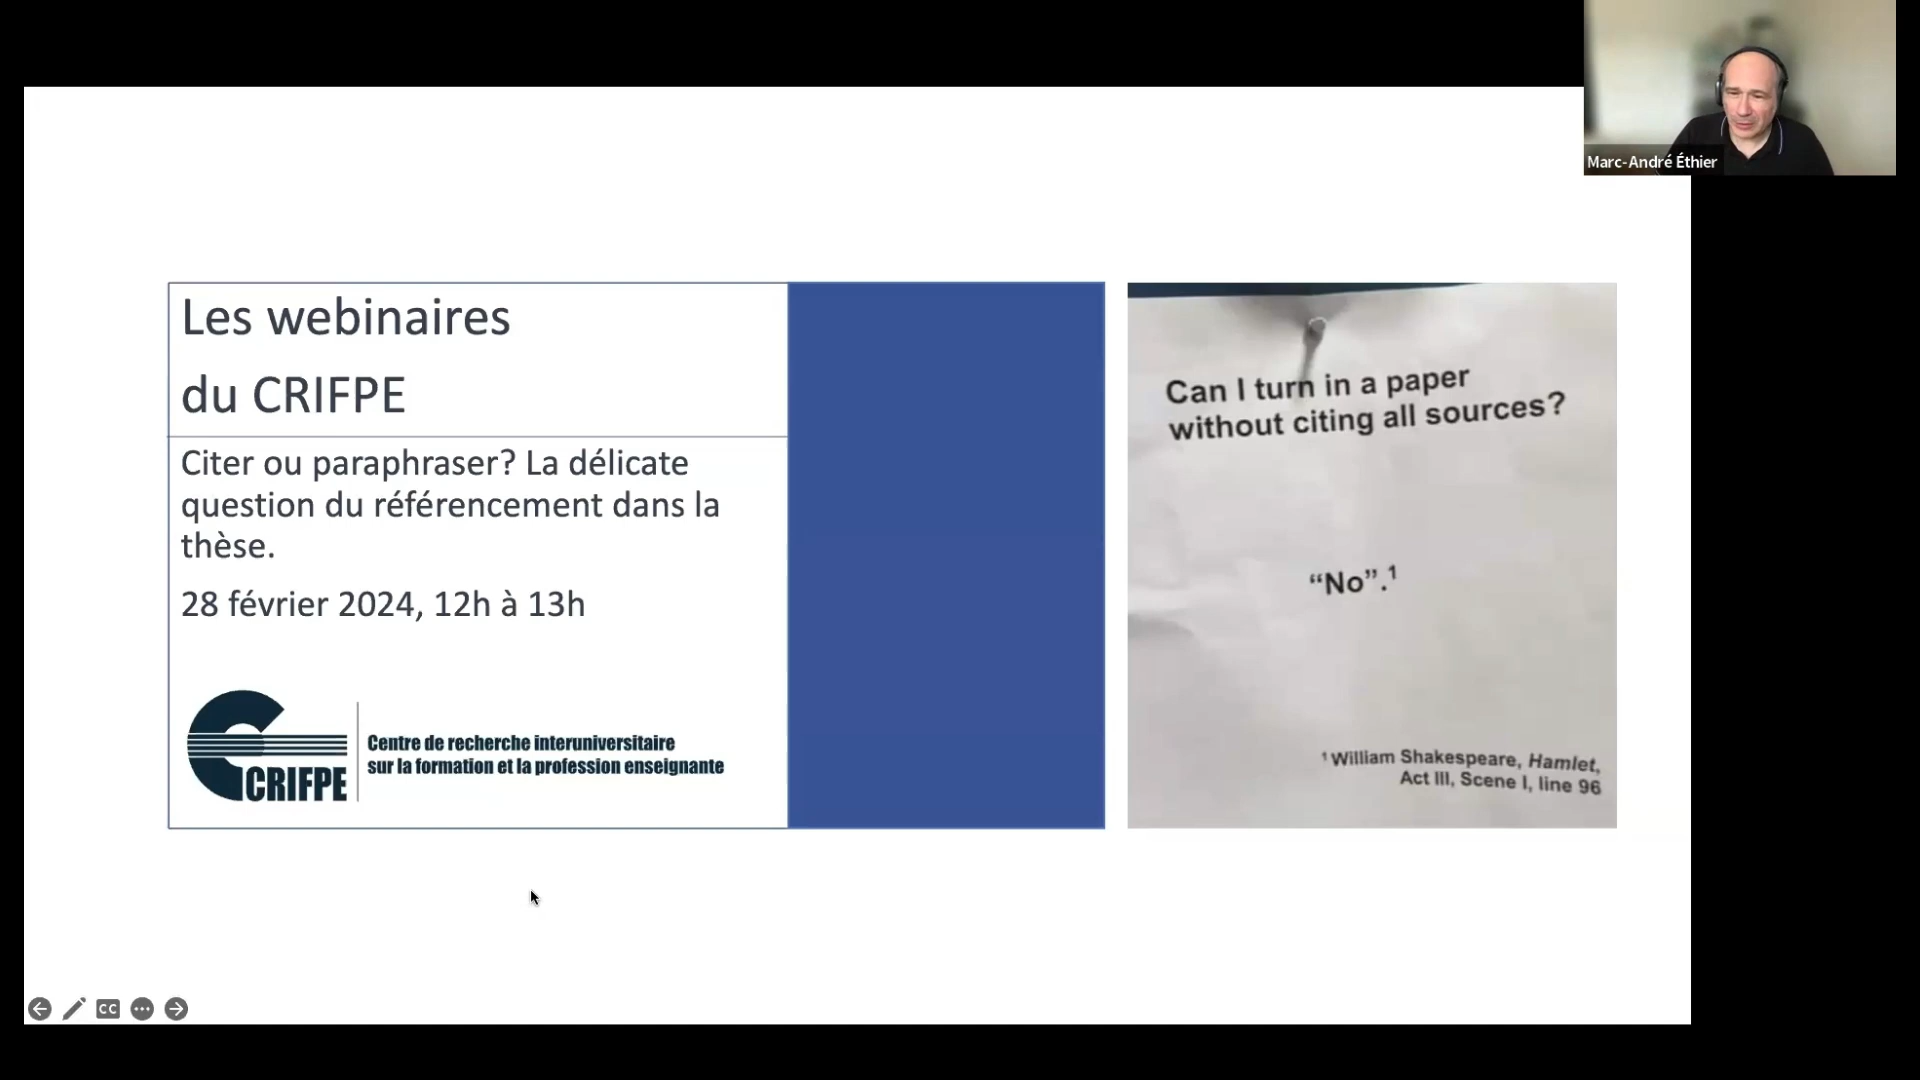 Marc-André Éthier
Les webinaires
du CRIFPE
Citer ou paraphraser? La délicate
question du référencement dans la
thèse.
28 février 2024, 12h à 13h
CRIFPE
Centre de recherche interuniversitaire
sur la formation et la profession enseignante
Can I turn in a paper
without citing all sources?
“No”.¹
¹ William Shakespeare, Hamlet,
Act III, Scene I, line 96
CC